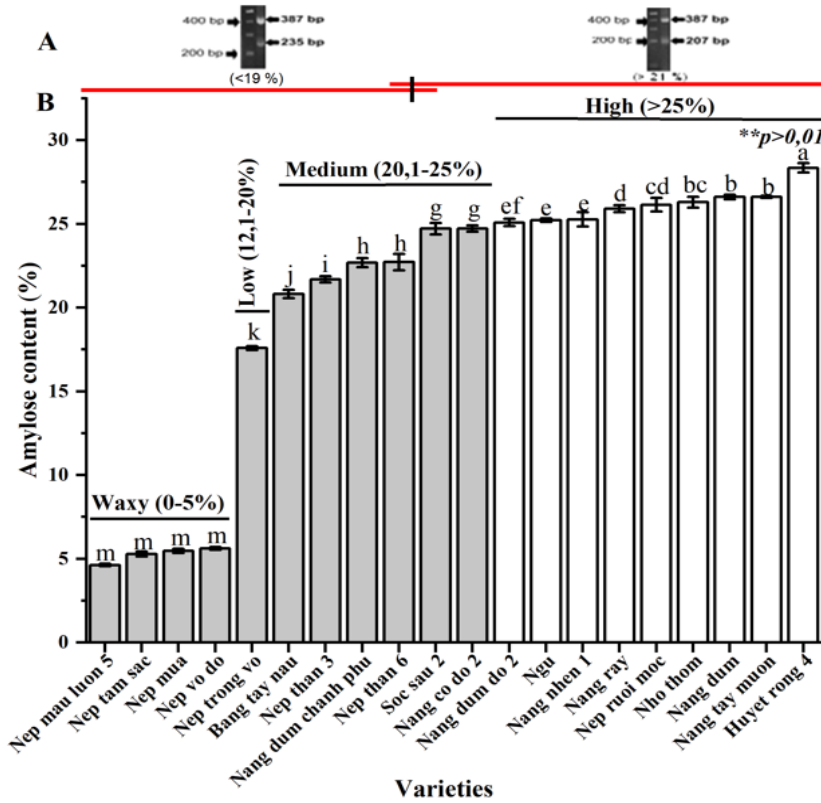 A
400 bp
387 bp
200 bp
235 bp
(<19 %)
400 bp
387 bp
200 bp
207 bp
(> 21 %)
B
High (>25%)
**p>0,01
Medium (20,1-25%)
Low (12,1-20%)
Waxy (0-5%)
m
m
m
m
k
j
i
h
h
g
g
ef
e
e
d
cd
bc
b
b
a
Amylose content (%)
30
25
20
15
10
5
0
Nep mau luon 5
Nep tam sac
Nep mua
Nep vo do
Nep trong vo
Bang tay nau
Nep than 3
Nang dum chanh phu
Nep than 6
Soc sau 2
Nang co do 2
Nang dum do 2
Ngu
Nang nhen 1
Nang ray
Nep ruoi moc
Nho thom
Nang dum
Nang tay muon
Huyet rong 4
Varieties